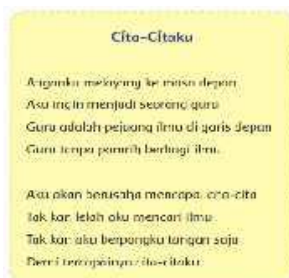 Cita-Citaku
Anganku melayang ke masa depan
Aku ingin menjadi seorang guru
Guru adalah pejuang ilmu di garis depan
Guru tanpa pamrih berbagi ilmu.
Aku akan berusaha mencapai cita-cita
Tak kan lelah aku mencari ilmu
Tak kan aku berpangku tangan saja
Demi tercapainya cita-citaku.